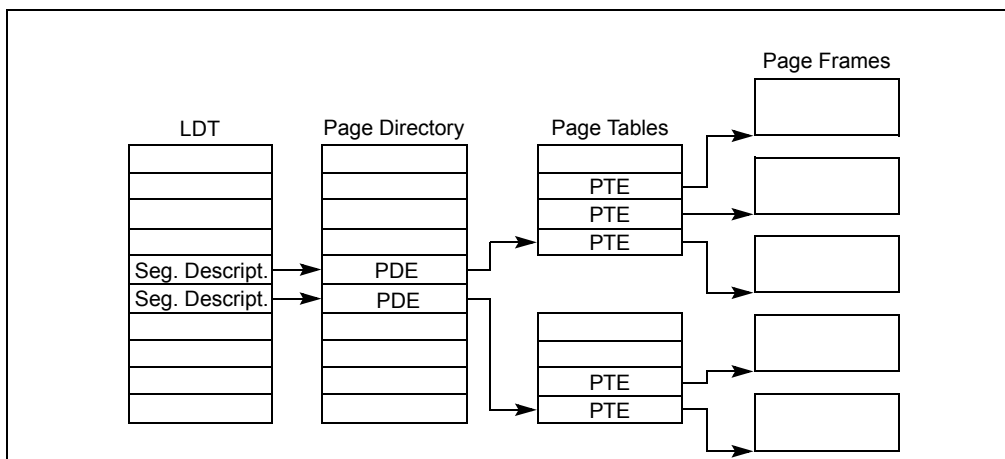 Page Frames
LDT
Page Directory
Page Tables
PTE
PTE
PTE
Seg. Descript.
PDE
Seg. Descript.
PDE
PTE
PTE